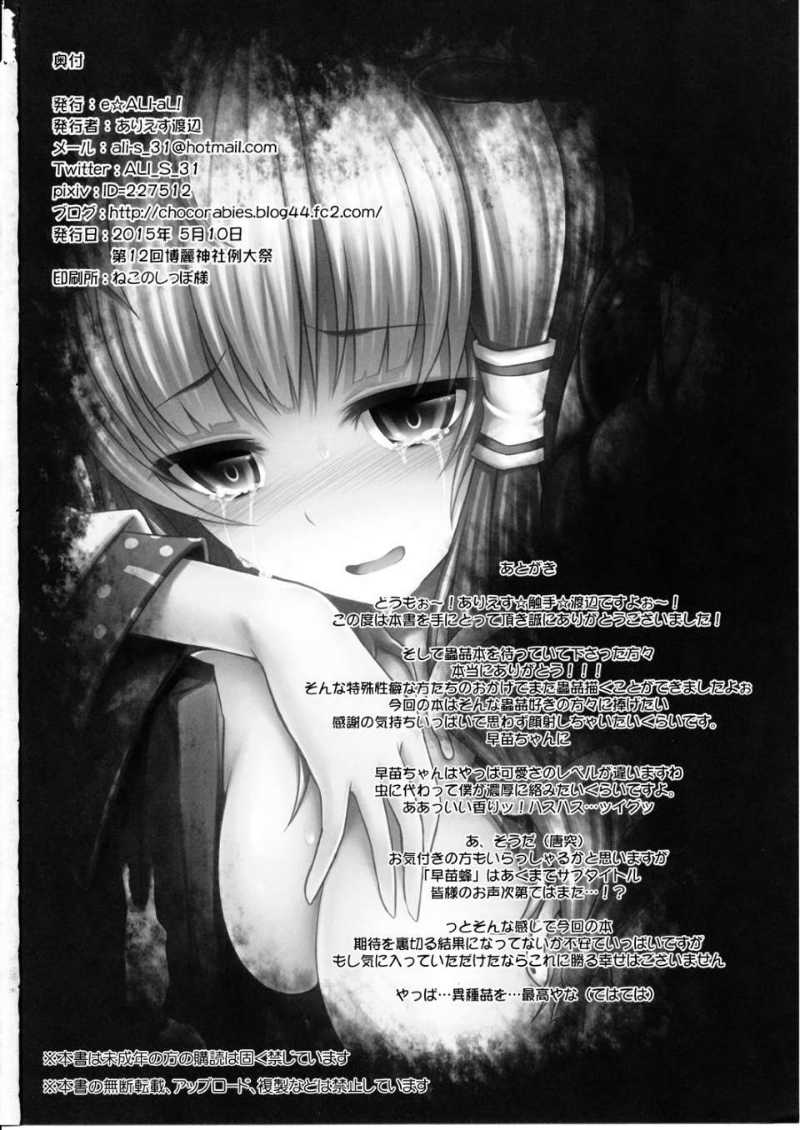 奥付
発行：e☆ALI-aL!
発行者：ありえす渡辺
メール：ali-s_31@hotmail.com
Twitter：ALI_S_31
pixiv：ID=227512
ブログ：http://chocorabies.blog44.fc2.com/
発行日：2015年 5月10日
第12回博麗神社例大祭
印刷所：ねこのしっぽ様
あとがき
どうもぉ～！ありえす☆触手☆渡辺ですよぉ～！
この度は本書を手にとって頂き誠にありがとうございました！
そして蟲姦本を待っていて下さった方々
本当にありがとう！！！
そんな特殊性癖な方たちのおかげでまた蟲姦描くことができましたよぉ
今回の本はそんな蟲姦好きの方々に捧げたい
感謝の気持ちいっぱいで思わず顔射しちゃいたいくらいです。
早苗ちゃんに
早苗ちゃんはやっぱ可愛さのレベルが違いますわ
虫に代わって僕が濃厚に絡みたいくらいですよ。
ああっいい香りッ！ハスハス…ッイグッ
あ、そうだ（唐突）
お気付きの方もいらっしゃるかと思いますが
「早苗蜂」はあくまでサブタイトル
皆様のお声次第ではまた…！？
っとそんな感じで今回の本
期待を裏切る結果になってないか不安でいっぱいですが
もし気に入っていただけたならこれに勝る幸せはございません
やっぱ…異種姦を…最高やな（ではでは）
※本書は未成年の方の購読は固く禁じています
※本書の無断転載、アップロード、複製などは禁止しています